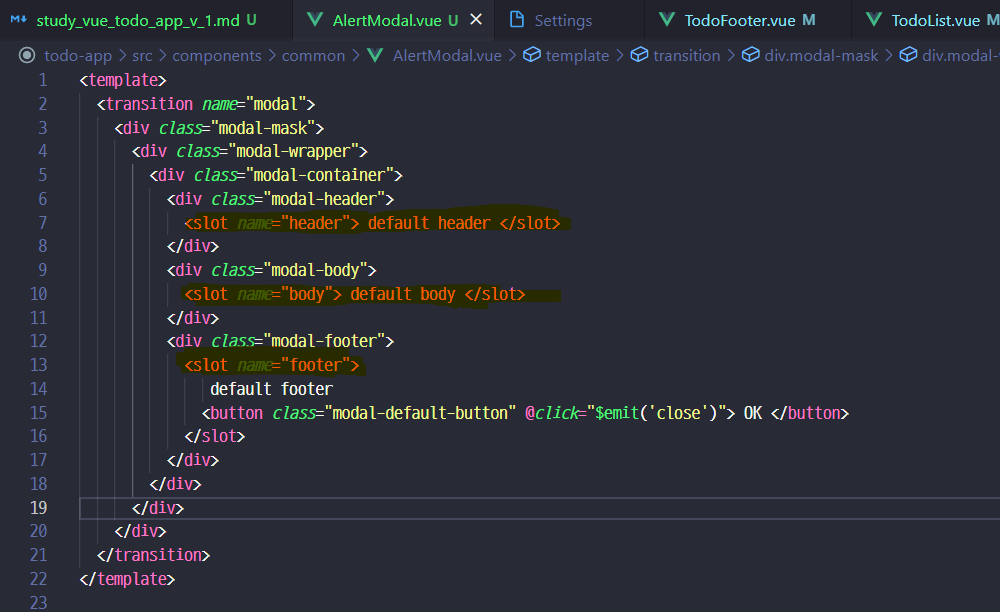 study_vue_todo_app_v_1.md U AlertModal.vue U Settings TodoFooter.vue M TodoList.vue M
todo-app > src > components > common > AlertModal.vue > template > transition > div.modal-mask > div.modal-
1 <template>
2 <transition name="modal">
3 <div class="modal-mask">
4 <div class="modal-wrapper">
5 <div class="modal-container">
6 <div class="modal-header">
7 <slot name="header"> default header </slot>
8 </div>
9 <div class="modal-body">
10 <slot name="body"> default body </slot>
11 </div>
12 <div class="modal-footer">
13 <slot name="footer">
14 default footer
15 <button class="modal-default-button" @click="$emit('close')"> OK </button>
16 </slot>
17 </div>
18 </div>
19 </div>
20 </div>
21 </transition>
22 </template>
23